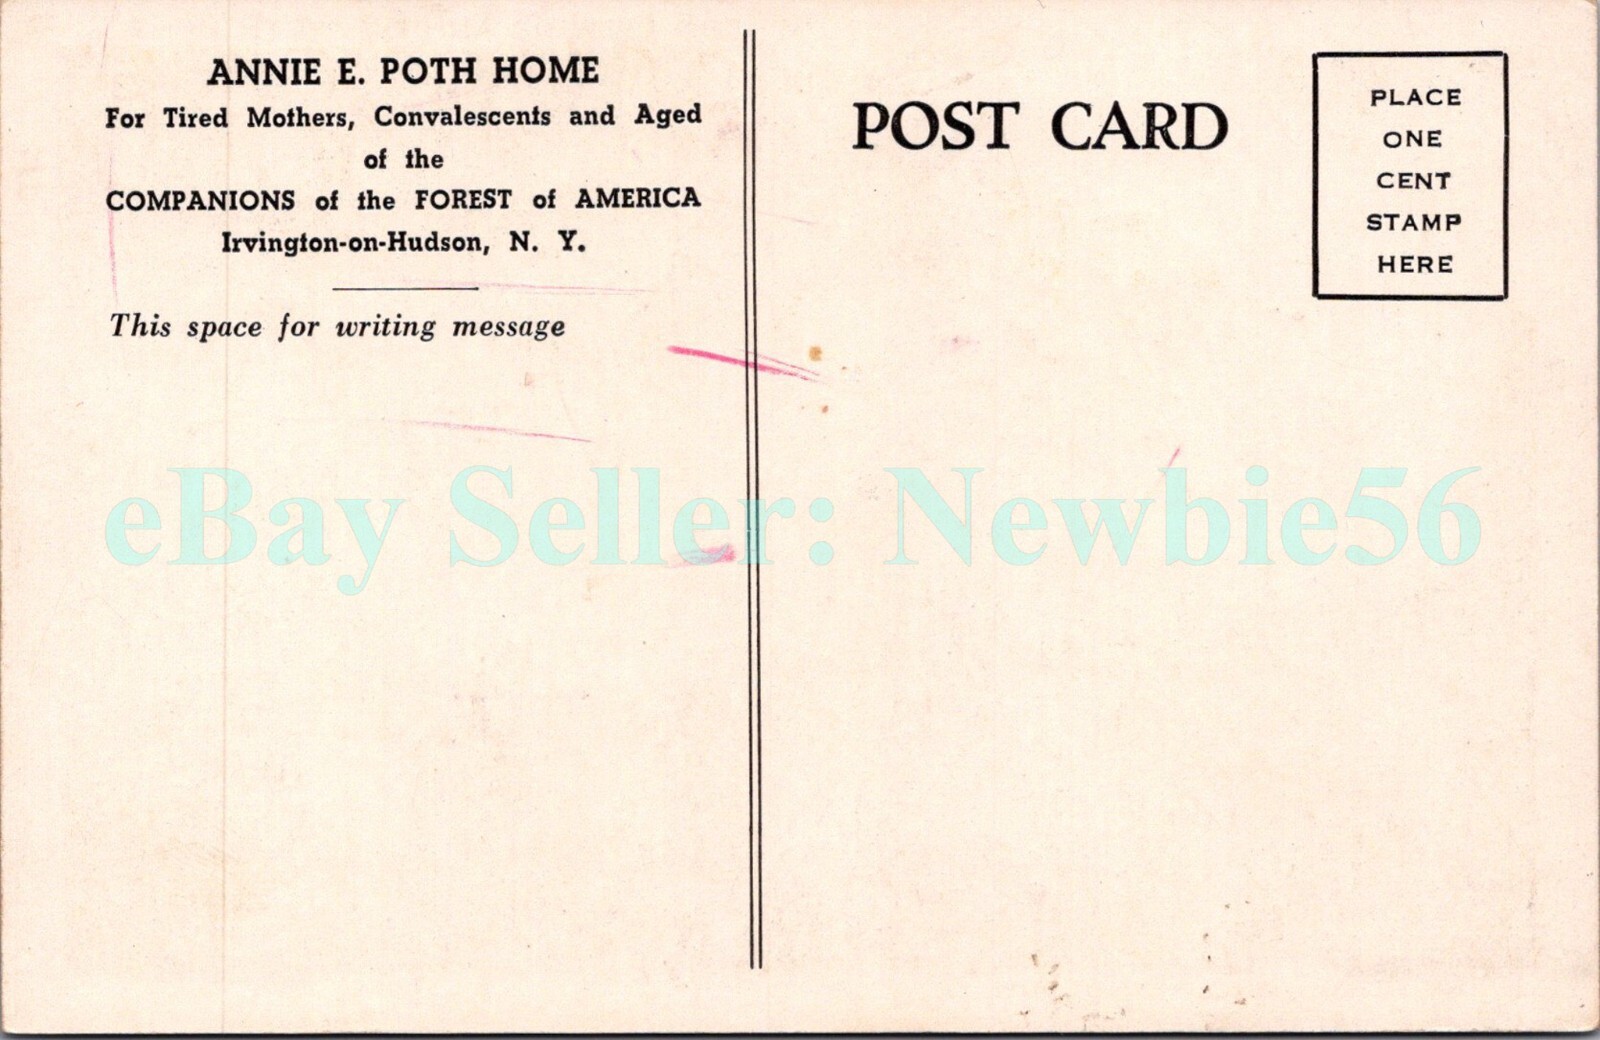 ANNIE E. POTH HOME
For Tired Mothers, Convalescents and Aged
of the
COMPANIONS of the FOREST of AMERICA
Irvington-on-Hudson, N. Y.
This space for writing message
POST CARD
PLACE
ONE
CENT
STAMP
HERE
eBay Seller: Newbie56